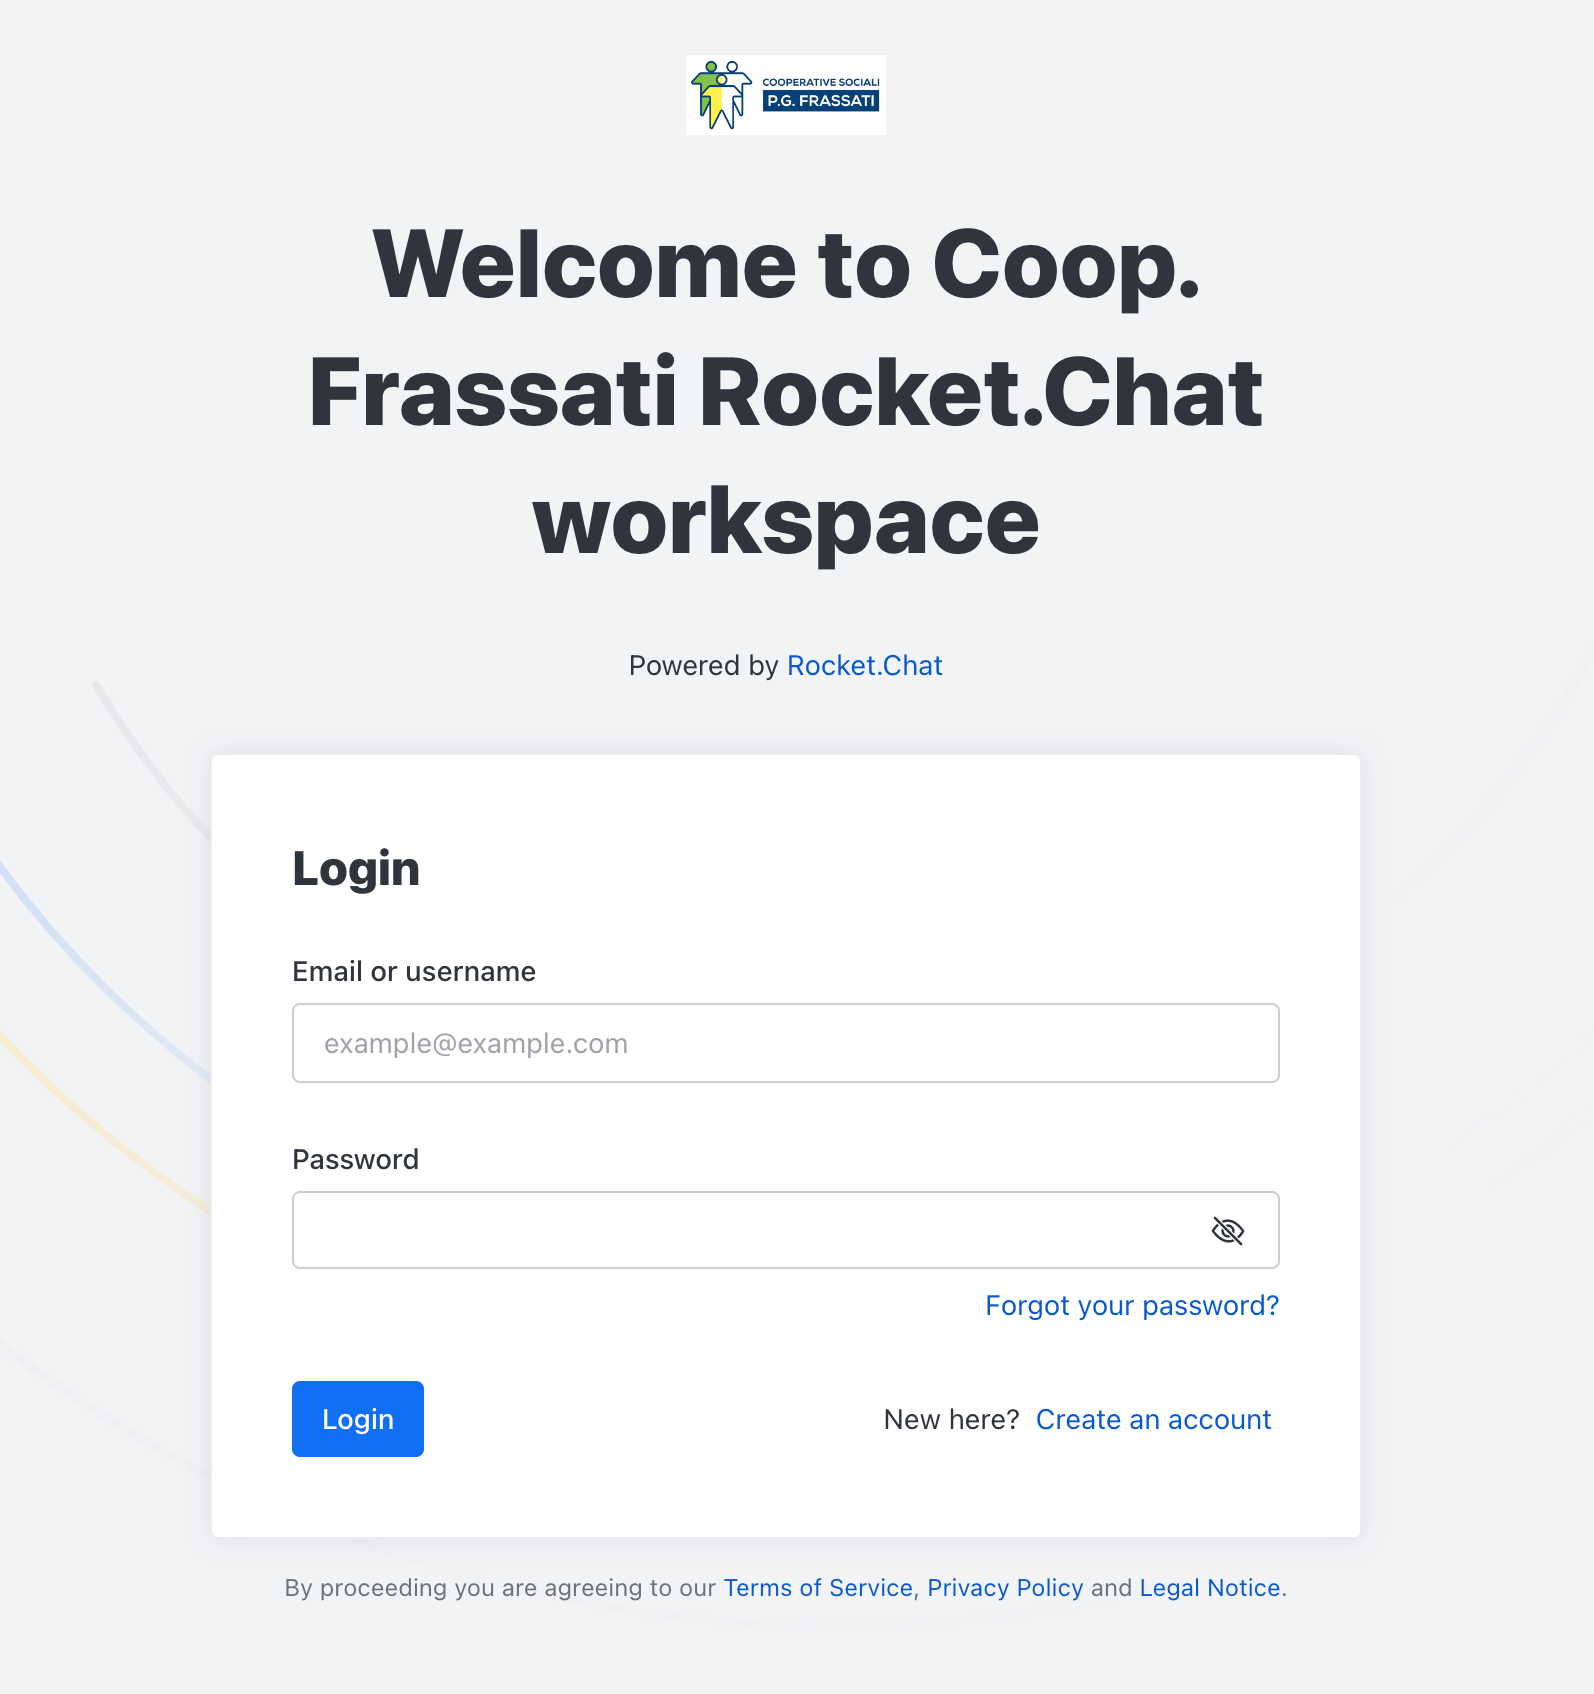 COOPERATIVE SOCIALI
P.G. FRASSATI
Welcome to Coop.
Frassati Rocket.Chat
workspace
Powered by Rocket.Chat
Login
Email or username
example@example.com
Password
Forgot your password?
Login
New here? Create an account
By proceeding you are agreeing to our Terms of Service, Privacy Policy and Legal Notice.